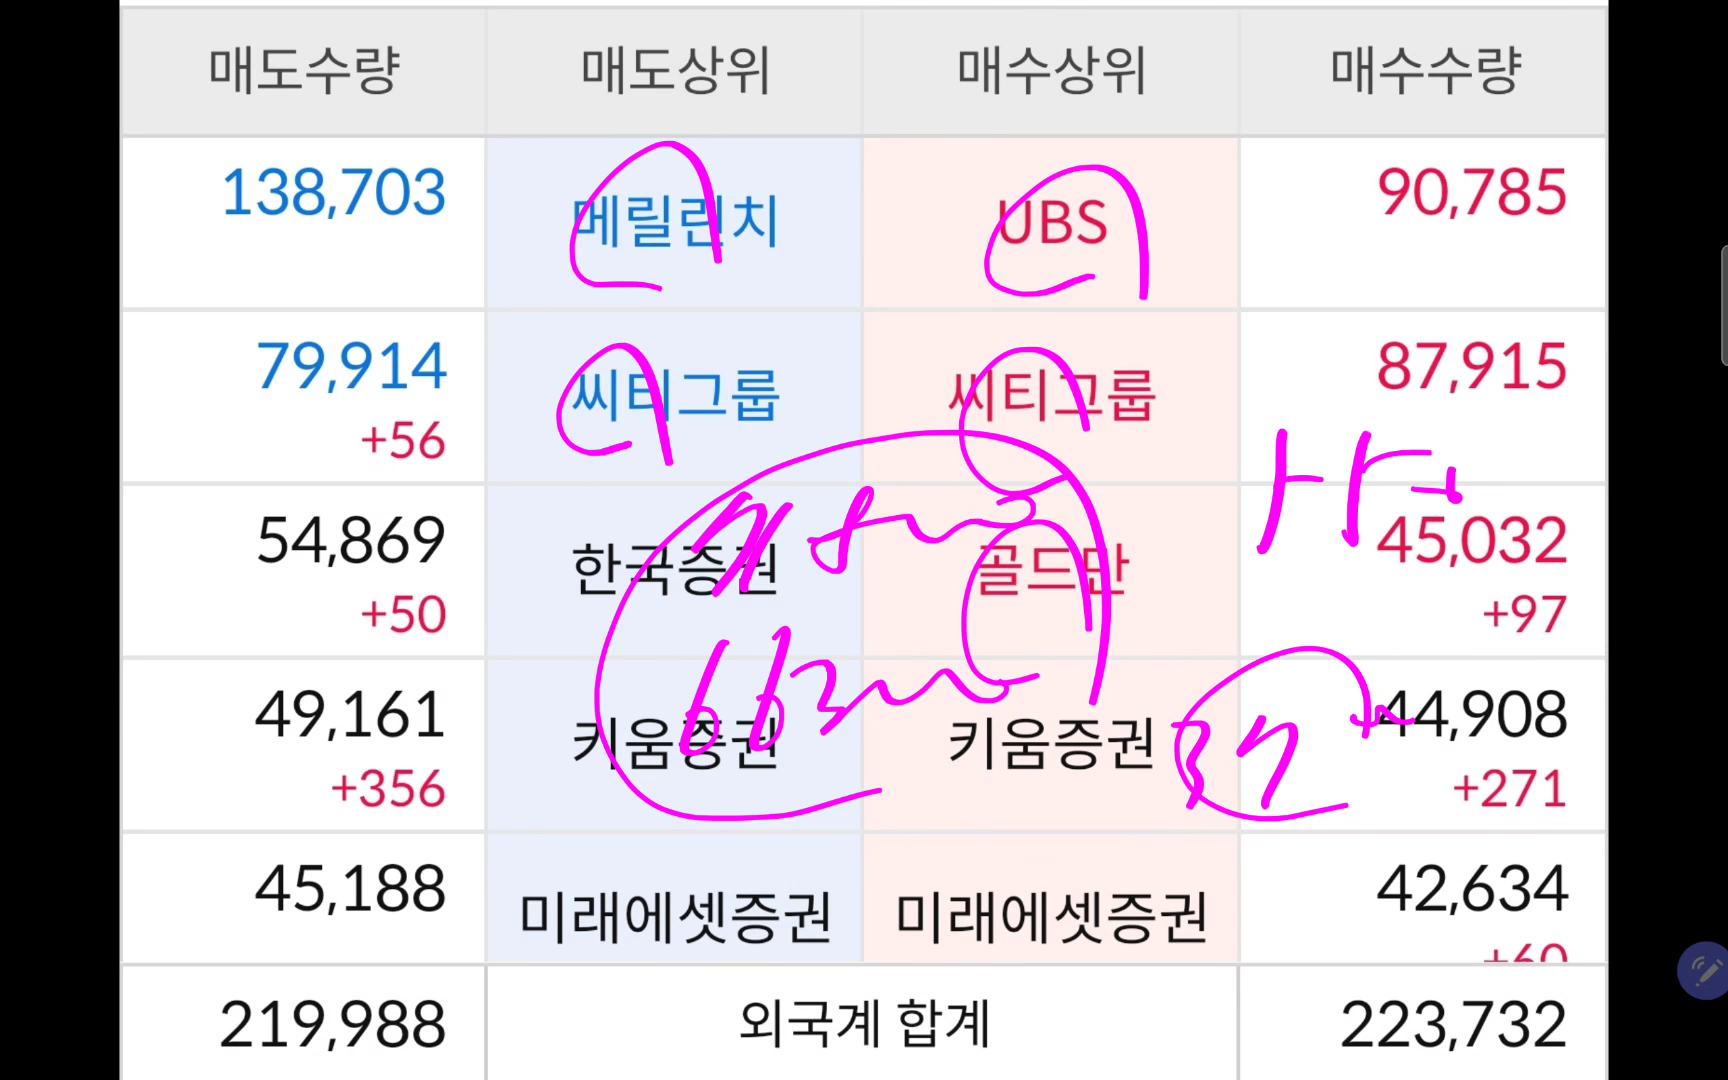 매도수량 매도상위 매수상위 매수수량
138,703 메릴린치 UBS 90,785
79,914 씨티그룹 씨티그룹 87,915
+56
54,869 한국증권 골드만 45,032
+50 +97
49,161 키움증권 키움증권 44,908
+356 +271
45,188 미래에셋증권 미래에셋증권 42,634
+60
219,988 외국계 합계 223,732